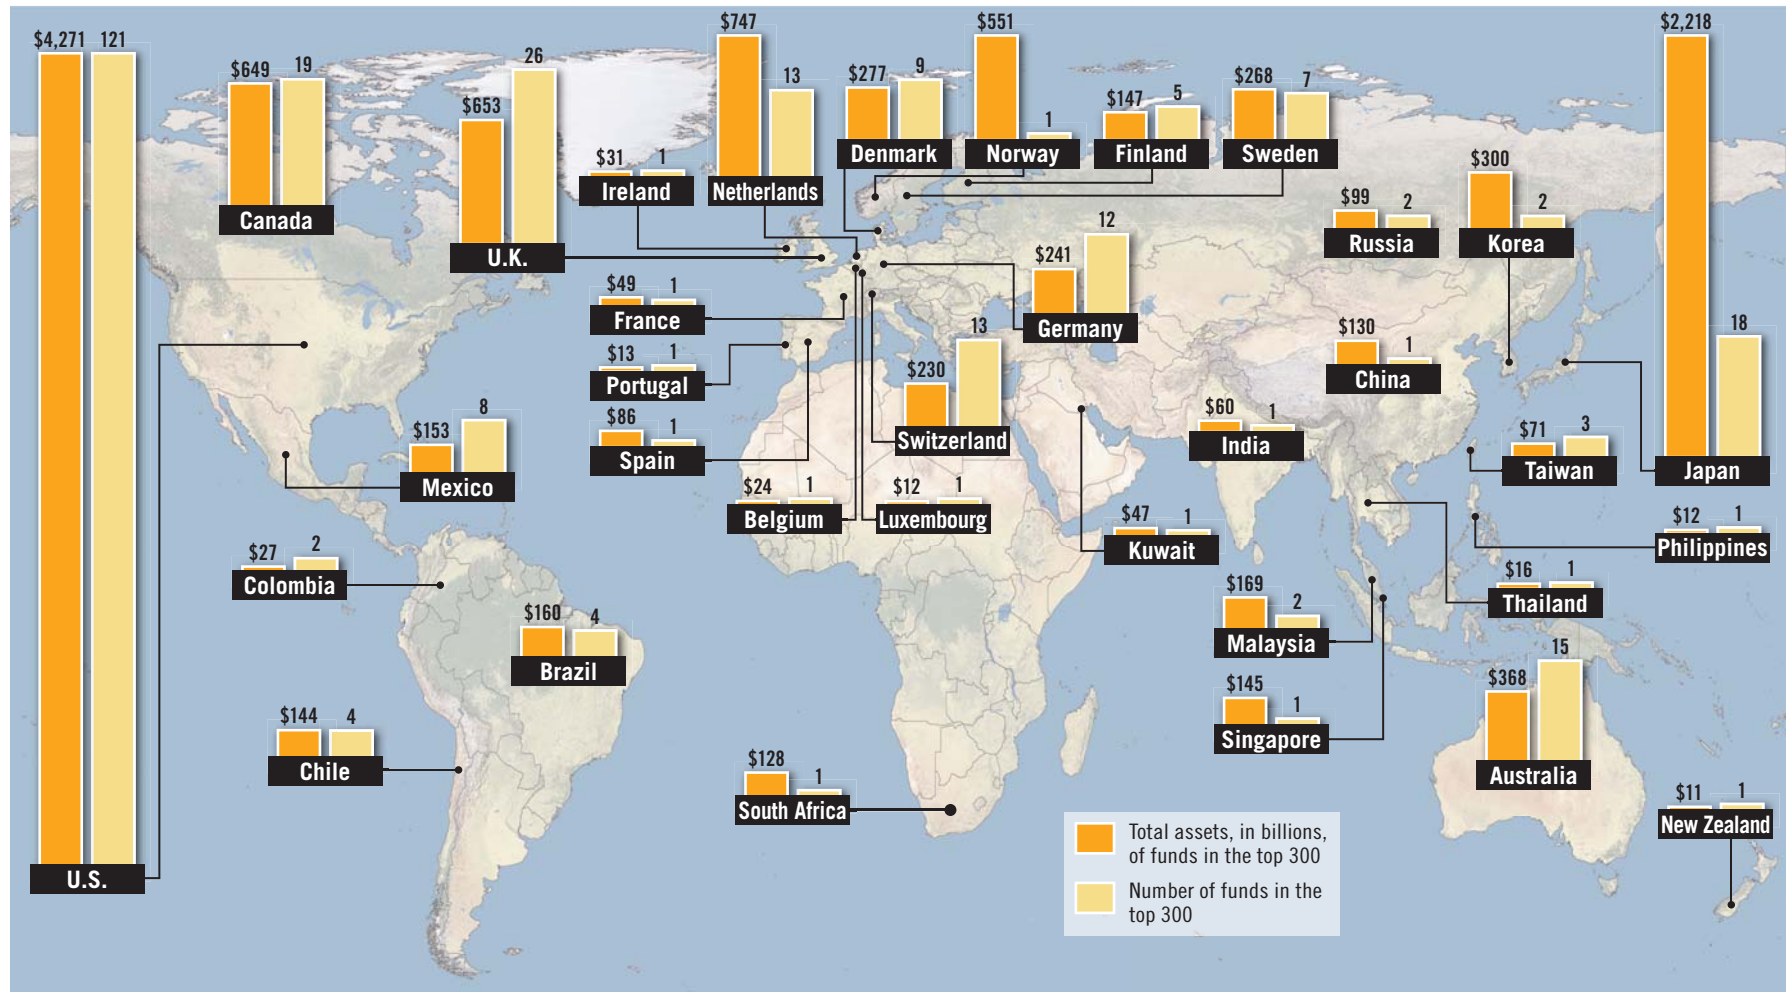 $4,271 121
U.S.
$649 19
Canada
$653 26
U.K.
$31 1
Ireland
$747 13
Netherlands
$277 9
Denmark
$551 1
Norway
$147 5
Finland
$268 7
Sweden
$99 2
Russia
$300 2
Korea
$2,218 18
Japan
$49 1
France
$13 1
Portugal
$86 1
Spain
$241 12
Germany
$230 13
Switzerland
$130 1
China
$60 1
India
$71 3
Taiwan
$153 8
Mexico
$24 1
Belgium
$12 1
Luxembourg
$47 1
Kuwait
$12 1
Philippines
$27 2
Colombia
$16 1
Thailand
$160 4
Brazil
$169 2
Malaysia
$145 1
Singapore
$368 15
Australia
$144 4
Chile
$128 1
South Africa
$11 1
New Zealand
Total assets, in billions,
of funds in the top 300
Number of funds in the
top 300